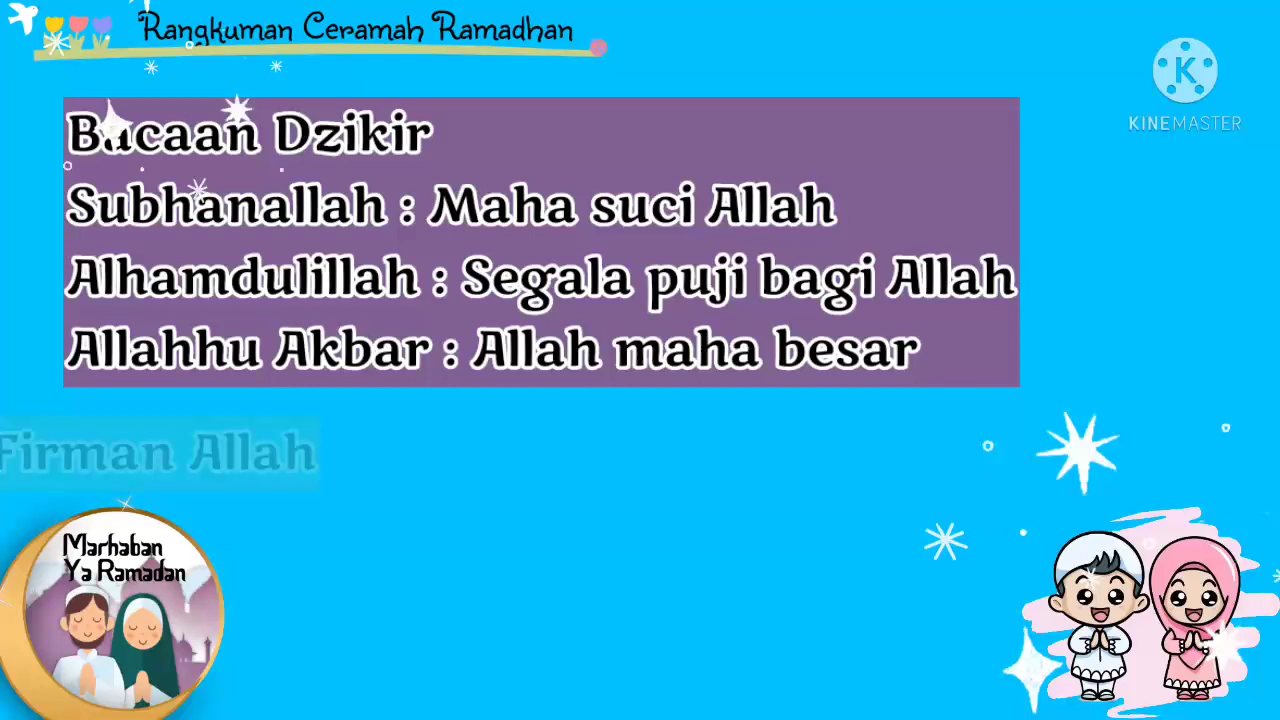 Rangkuman Ceramah Ramadhan
KINEMASTER
Bacaan Dzikir
Subhanallah : Maha suci Allah
Alhamdulillah : Segala puji bagi Allah
Allahhu Akbar : Allah maha besar
Firman Allah
Marhaban
Ya Ramadan